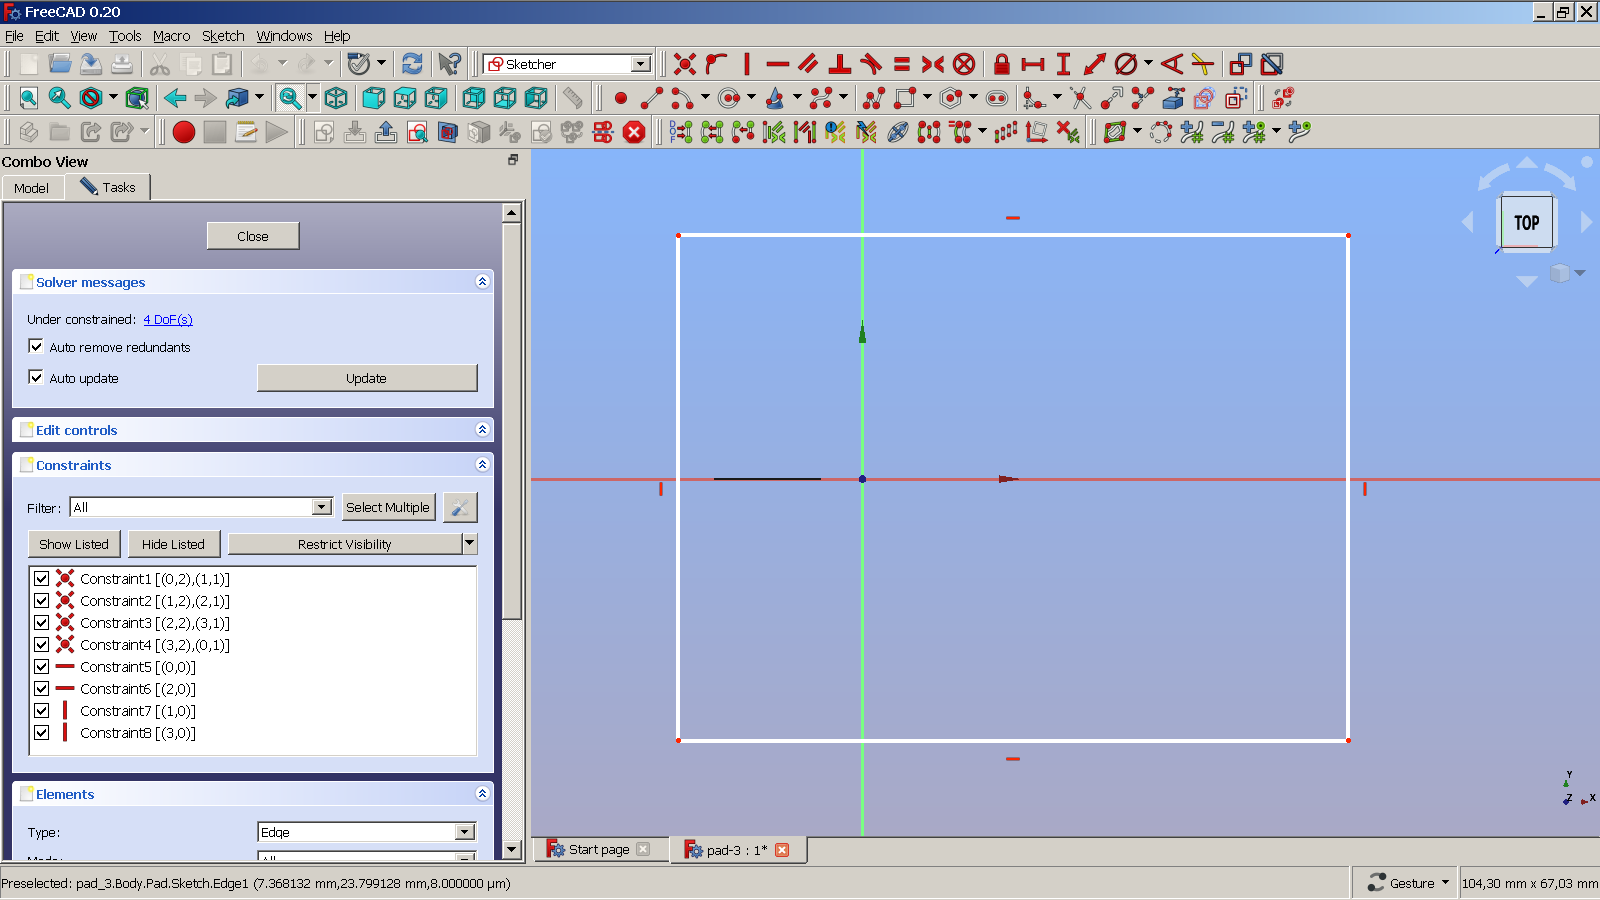 FreeCAD 0.20
File Edit View Tools Macro Sketch Windows Help
Sketcher
Combo View
Model Tasks
Close
Solver messages
Under constrained: 4 DoF(s)
Auto remove redundants
Auto update Update
Edit controls
Constraints
Filter: All Select Multiple
Show Listed Hide Listed Restrict Visibility
Constraint1 [(0,2),(1,1)]
Constraint2 [(1,2),(2,1)]
Constraint3 [(2,2),(3,1)]
Constraint4 [(3,2),(0,1)]
Constraint5 [(0,0)]
Constraint6 [(2,0)]
Constraint7 [(1,0)]
Constraint8 [(3,0)]
Elements
Type: Edge
TOP
Y
Z X
Start page pad-3 : 1*
Preselected: pad_3.Body.Pad.Sketch.Edge1 (7.368132 mm,23.799128 mm,8.000000 µm)
Gesture 104,30 mm x 67,03 mm